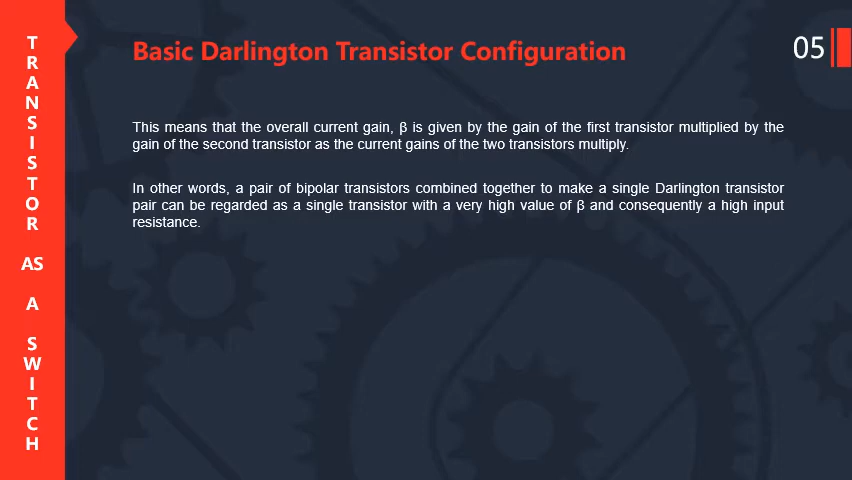 TRANSISTOR AS A SWITCH
Basic Darlington Transistor Configuration
05
This means that the overall current gain, β is given by the gain of the first transistor multiplied by the
gain of the second transistor as the current gains of the two transistors multiply.
In other words, a pair of bipolar transistors combined together to make a single Darlington transistor
pair can be regarded as a single transistor with a very high value of β and consequently a high input
resistance.